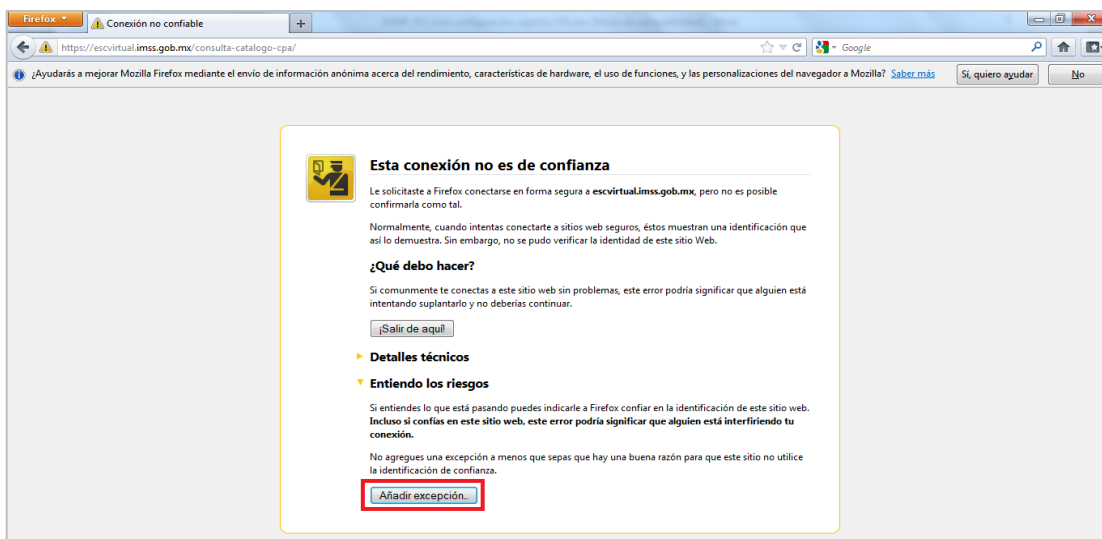 Firefox
Conexión no confiable
https://escvirtual.imss.gob.mx/consulta-catalogo-cpa/
Google
¿Ayudarás a mejorar Mozilla Firefox mediante el envío de información anónima acerca del rendimiento, características de hardware, el uso de funciones, y las personalizaciones del navegador a Mozilla? Saber más
Sí, quiero ayudar
No
Esta conexión no es de confianza
Le solicitaste a Firefox conectarse en forma segura a escvirtual.imss.gob.mx, pero no es posible
confirmarla como tal.
Normalmente, cuando intentas conectarte a sitios web seguros, éstos muestran una identificación que
así lo demuestra. Sin embargo, no se pudo verificar la identidad de este sitio Web.
¿Qué debo hacer?
Si comunmente te conectas a este sitio web sin problemas, este error podría significar que alguien está
intentando suplantarlo y no deberías continuar.
¡Salir de aquí!
Detalles técnicos
Entiendo los riesgos
Si entiendes lo que está pasando puedes indicarle a Firefox confiar en la identificación de este sitio web.
Incluso si confías en este sitio web, este error podría significar que alguien está interfiriendo tu
conexión.
No agregues una excepción a menos que sepas que hay una buena razón para que este sitio no utilice
la identificación de confianza.
Añadir excepción...